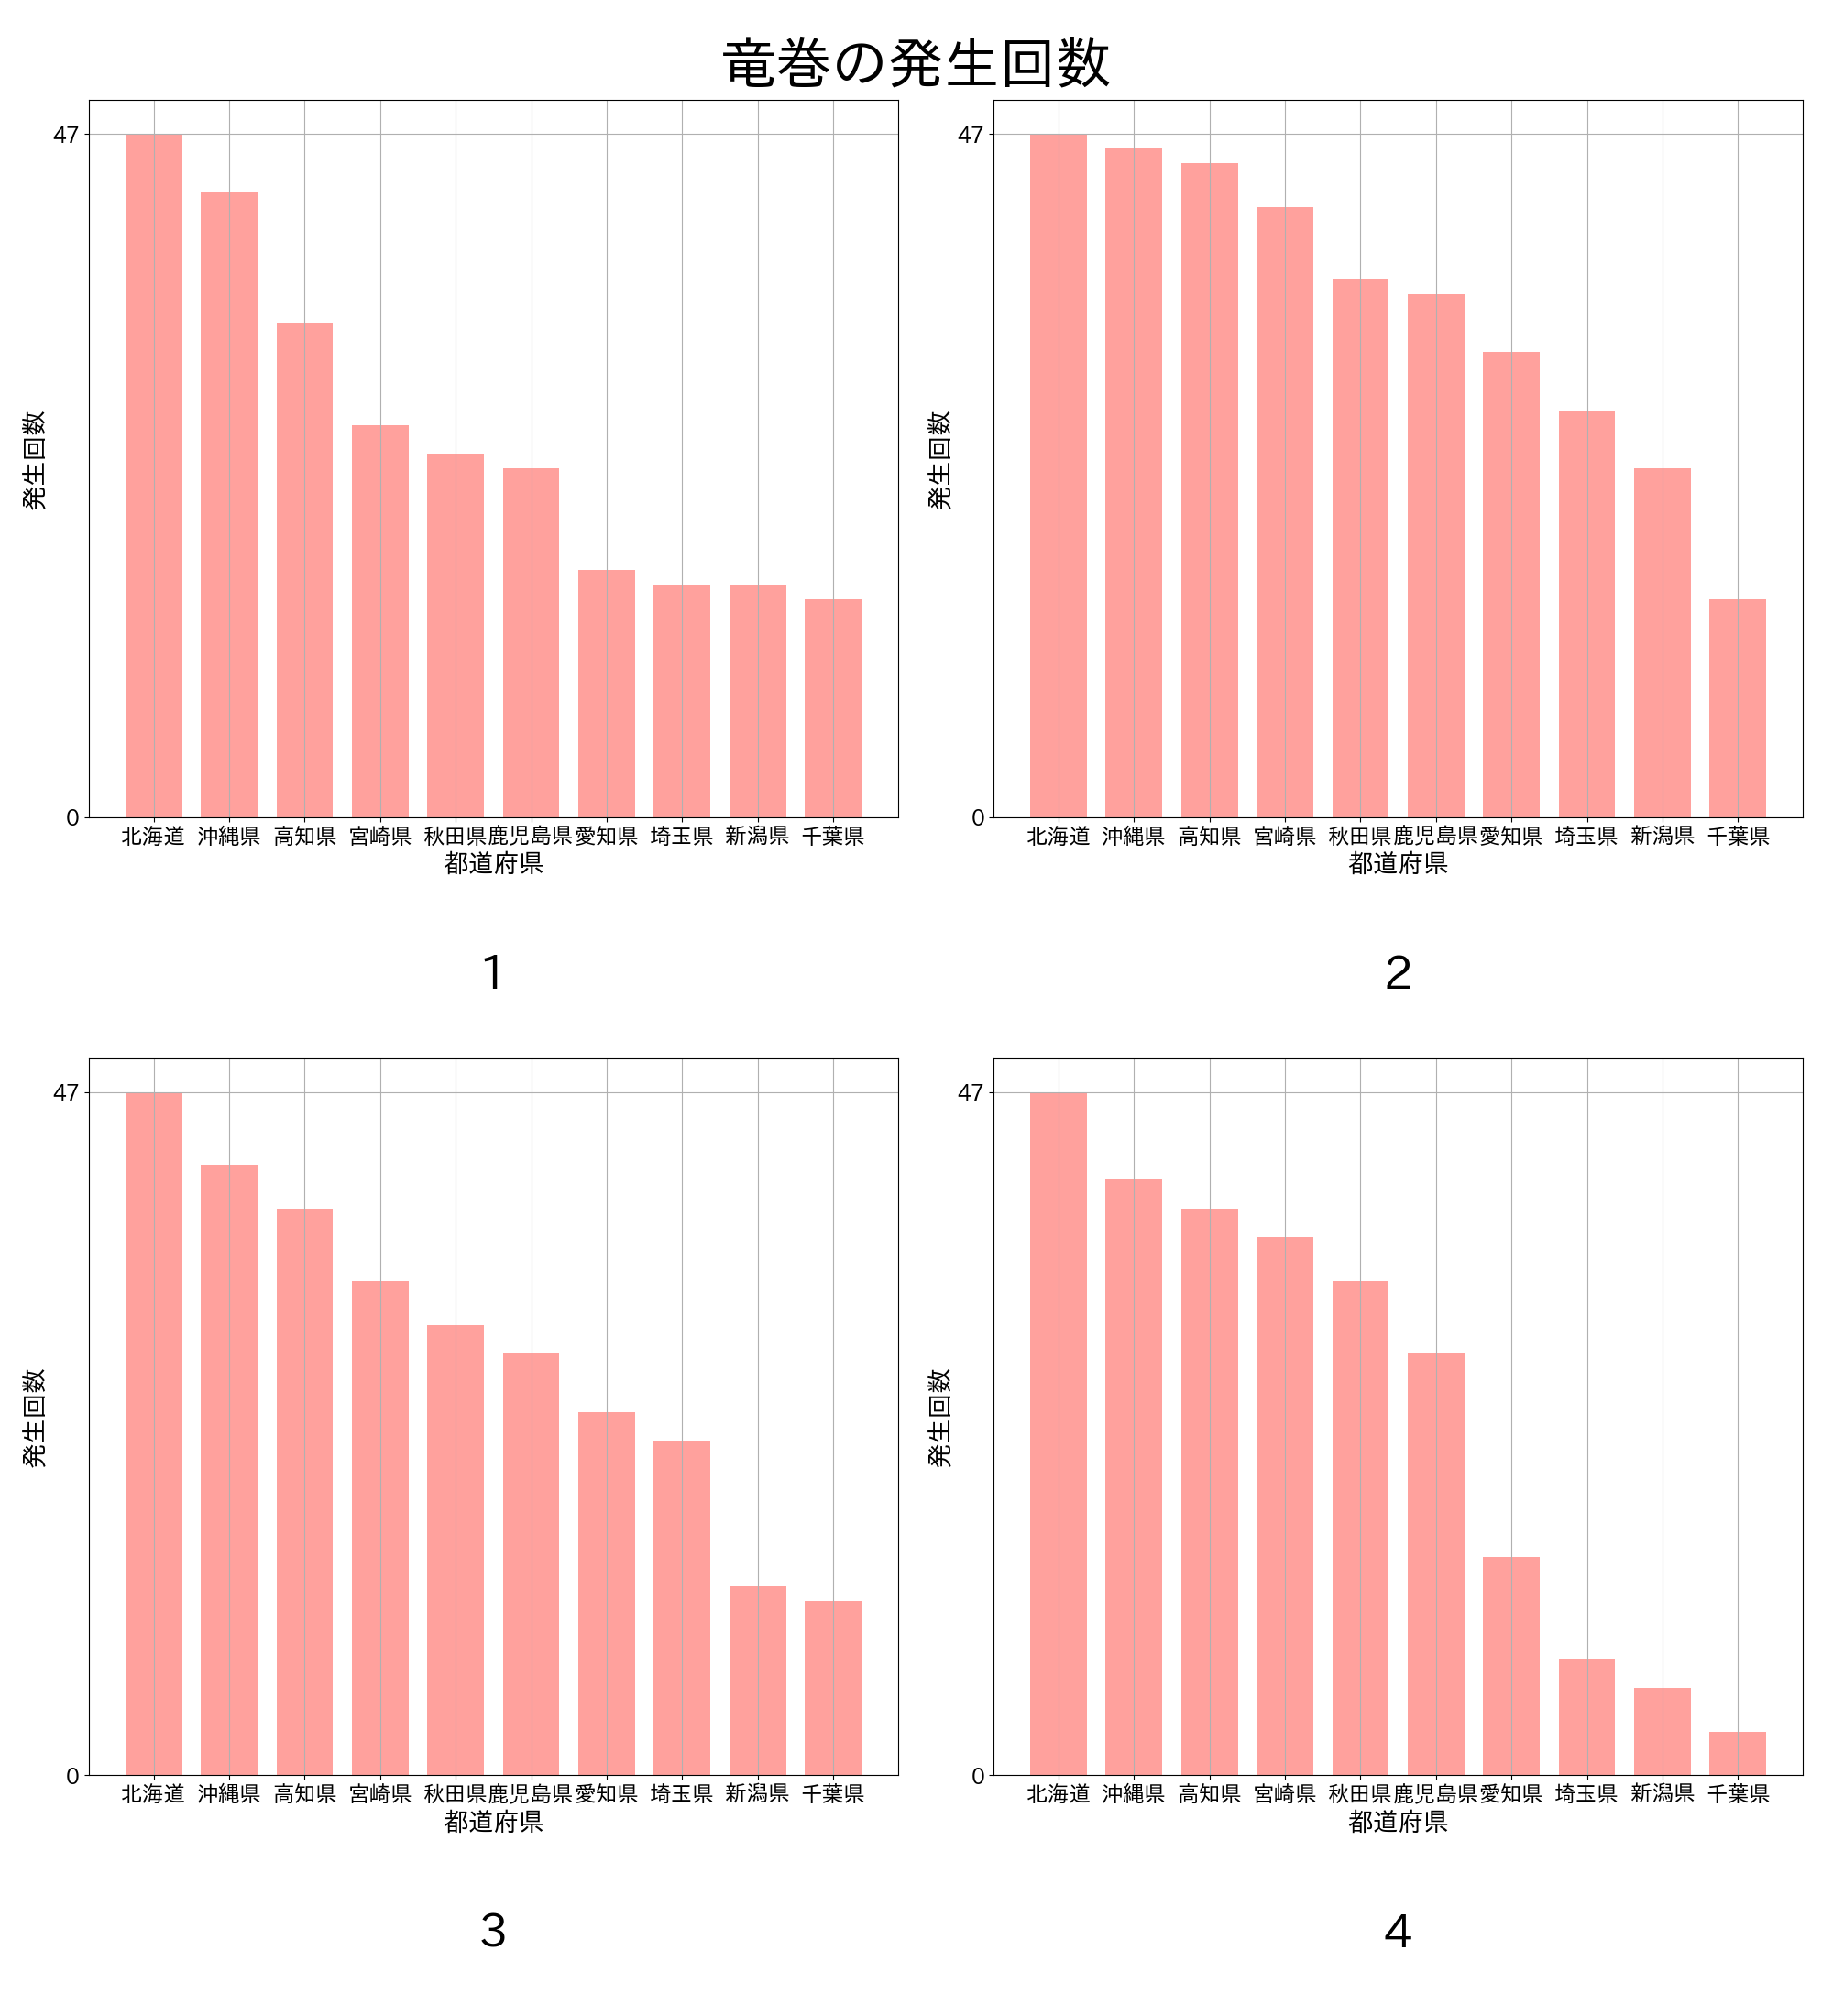 竜巻の発生回数
47
0
発生回数
北海道 沖縄県 高知県 宮崎県 秋田県 鹿児島県 愛知県 埼玉県 新潟県 千葉県
都道府県
1
47
0
発生回数
北海道 沖縄県 高知県 宮崎県 秋田県 鹿児島県 愛知県 埼玉県 新潟県 千葉県
都道府県
2
47
0
発生回数
北海道 沖縄県 高知県 宮崎県 秋田県 鹿児島県 愛知県 埼玉県 新潟県 千葉県
都道府県
3
47
0
発生回数
北海道 沖縄県 高知県 宮崎県 秋田県 鹿児島県 愛知県 埼玉県 新潟県 千葉県
都道府県
4